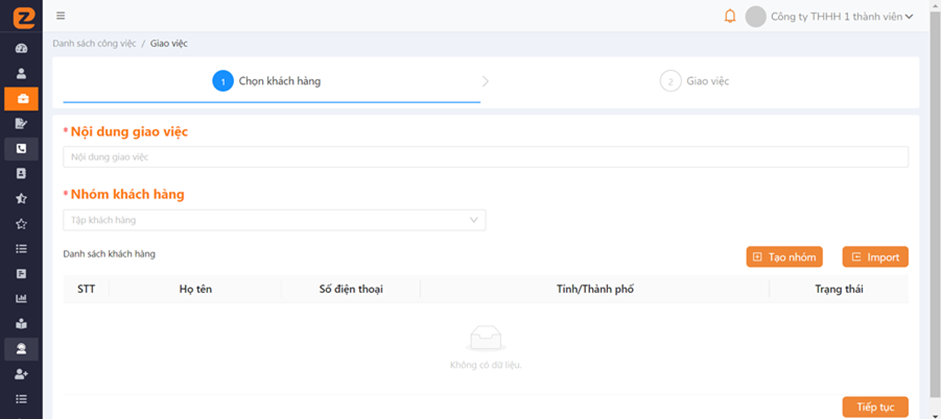 Z
Công ty THHH 1 thành viên
Danh sách công việc / Giao việc
1 Chọn khách hàng
2 Giao việc
* Nội dung giao việc
Nội dung giao việc
* Nhóm khách hàng
Tập khách hàng
Danh sách khách hàng
Tạo nhóm
Import
STT Họ tên Số điện thoại Tỉnh/Thành phố Trạng thái
Không có dữ liệu.
Tiếp tục